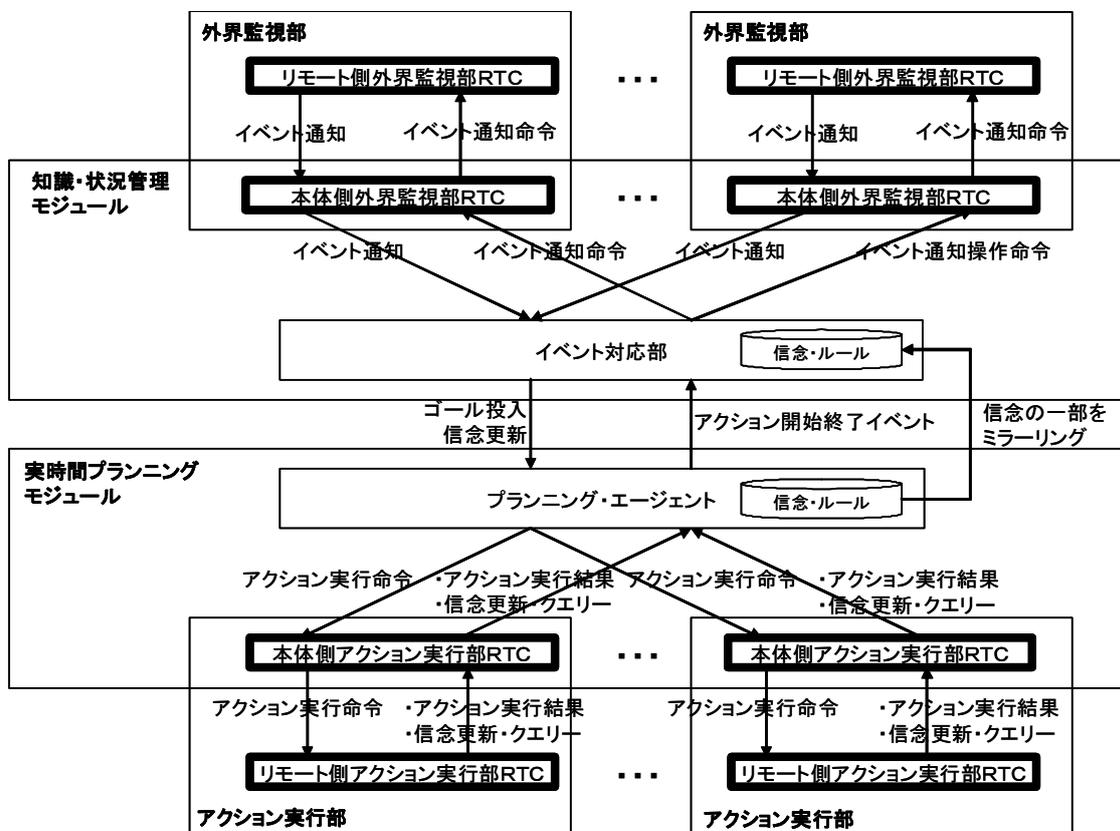 外界監視部
外界監視部
リモート側外界監視部RTC
・・・
リモート側外界監視部RTC
イベント通知
イベント通知命令
イベント通知
イベント通知命令
知識・状況管理
モジュール
本体側外界監視部RTC
・・・
本体側外界監視部RTC
イベント通知
イベント通知命令
イベント通知
イベント通知操作命令
イベント対応部
信念・ルール
ゴール投入
信念更新
アクション開始終了イベント
信念の一部を
ミラーリング
実時間プランニング
モジュール
プランニング・エージェント
信念・ルール
アクション実行命令
・アクション実行結果
・信念更新・クエリー
アクション実行命令
・アクション実行結果
・信念更新・クエリー
本体側アクション実行部RTC
・・・
本体側アクション実行部RTC
アクション実行命令
・アクション実行結果
・信念更新・クエリー
アクション実行命令
・アクション実行結果
・信念更新・クエリー
リモート側アクション実行部RTC
・・・
リモート側アクション実行部RTC
アクション実行部
アクション実行部